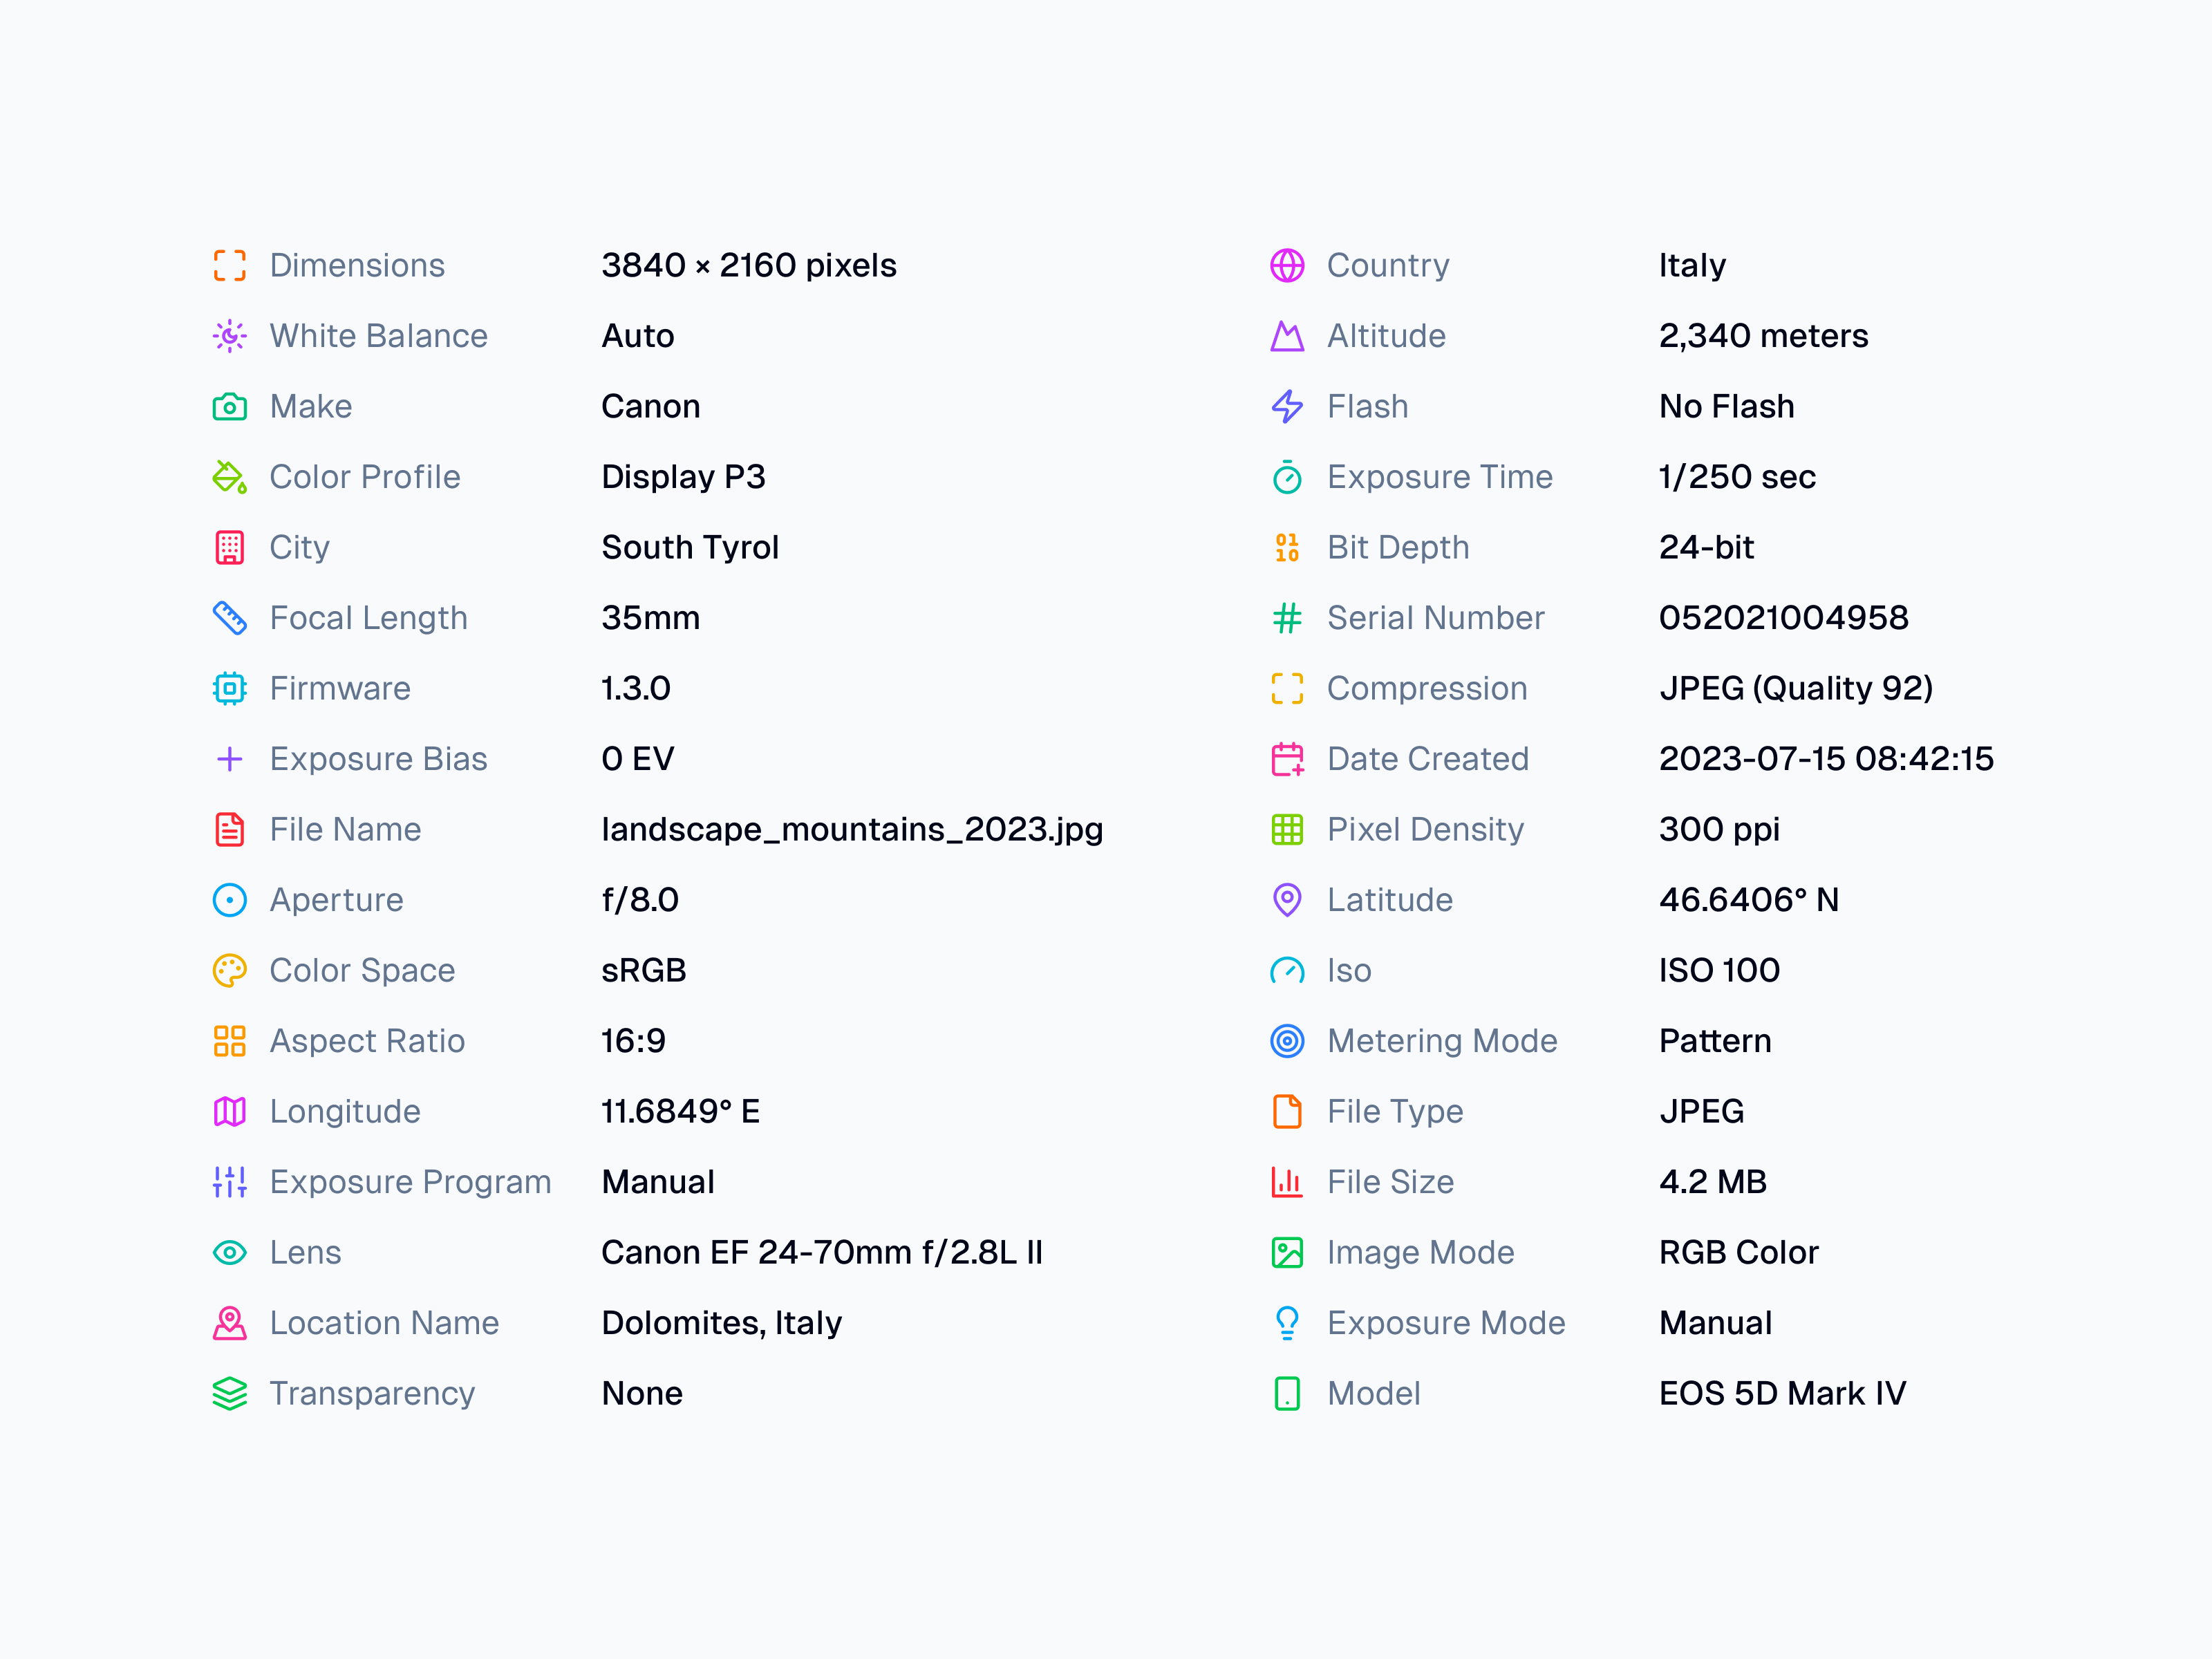 Dimensions 3840 × 2160 pixels
White Balance Auto
Make Canon
Color Profile Display P3
City South Tyrol
Focal Length 35mm
Firmware 1.3.0
Exposure Bias 0 EV
File Name landscape_mountains_2023.jpg
Aperture f/8.0
Color Space sRGB
Aspect Ratio 16:9
Longitude 11.6849° E
Exposure Program Manual
Lens Canon EF 24-70mm f/2.8L II
Location Name Dolomites, Italy
Transparency None
Country Italy
Altitude 2,340 meters
Flash No Flash
Exposure Time 1/250 sec
Bit Depth 24-bit
Serial Number 052021004958
Compression JPEG (Quality 92)
Date Created 2023-07-15 08:42:15
Pixel Density 300 ppi
Latitude 46.6406° N
Iso ISO 100
Metering Mode Pattern
File Type JPEG
File Size 4.2 MB
Image Mode RGB Color
Exposure Mode Manual
Model EOS 5D Mark IV